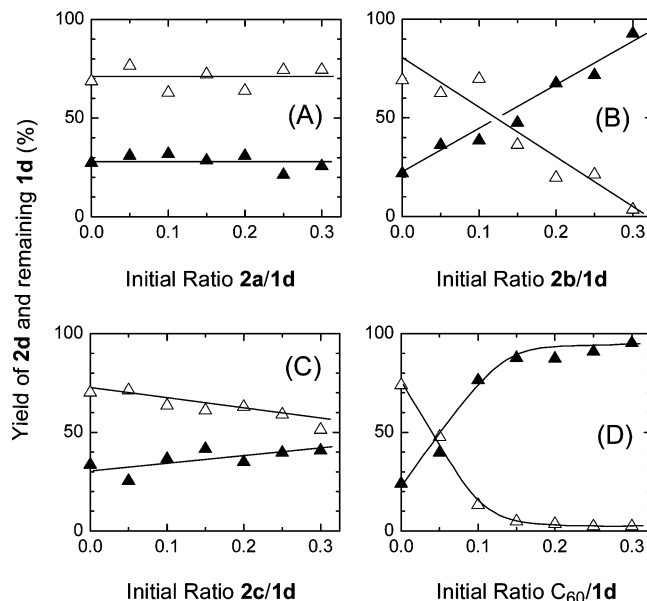 Yield of 2d and remaining 1d (%)
100
50
0
(A)
0.0 0.1 0.2 0.3
Initial Ratio 2a/1d
100
50
0
(B)
0.0 0.1 0.2 0.3
Initial Ratio 2b/1d
100
50
0
(C)
0.0 0.1 0.2 0.3
Initial Ratio 2c/1d
100
50
0
(D)
0.0 0.1 0.2 0.3
Initial Ratio C₆₀/1d